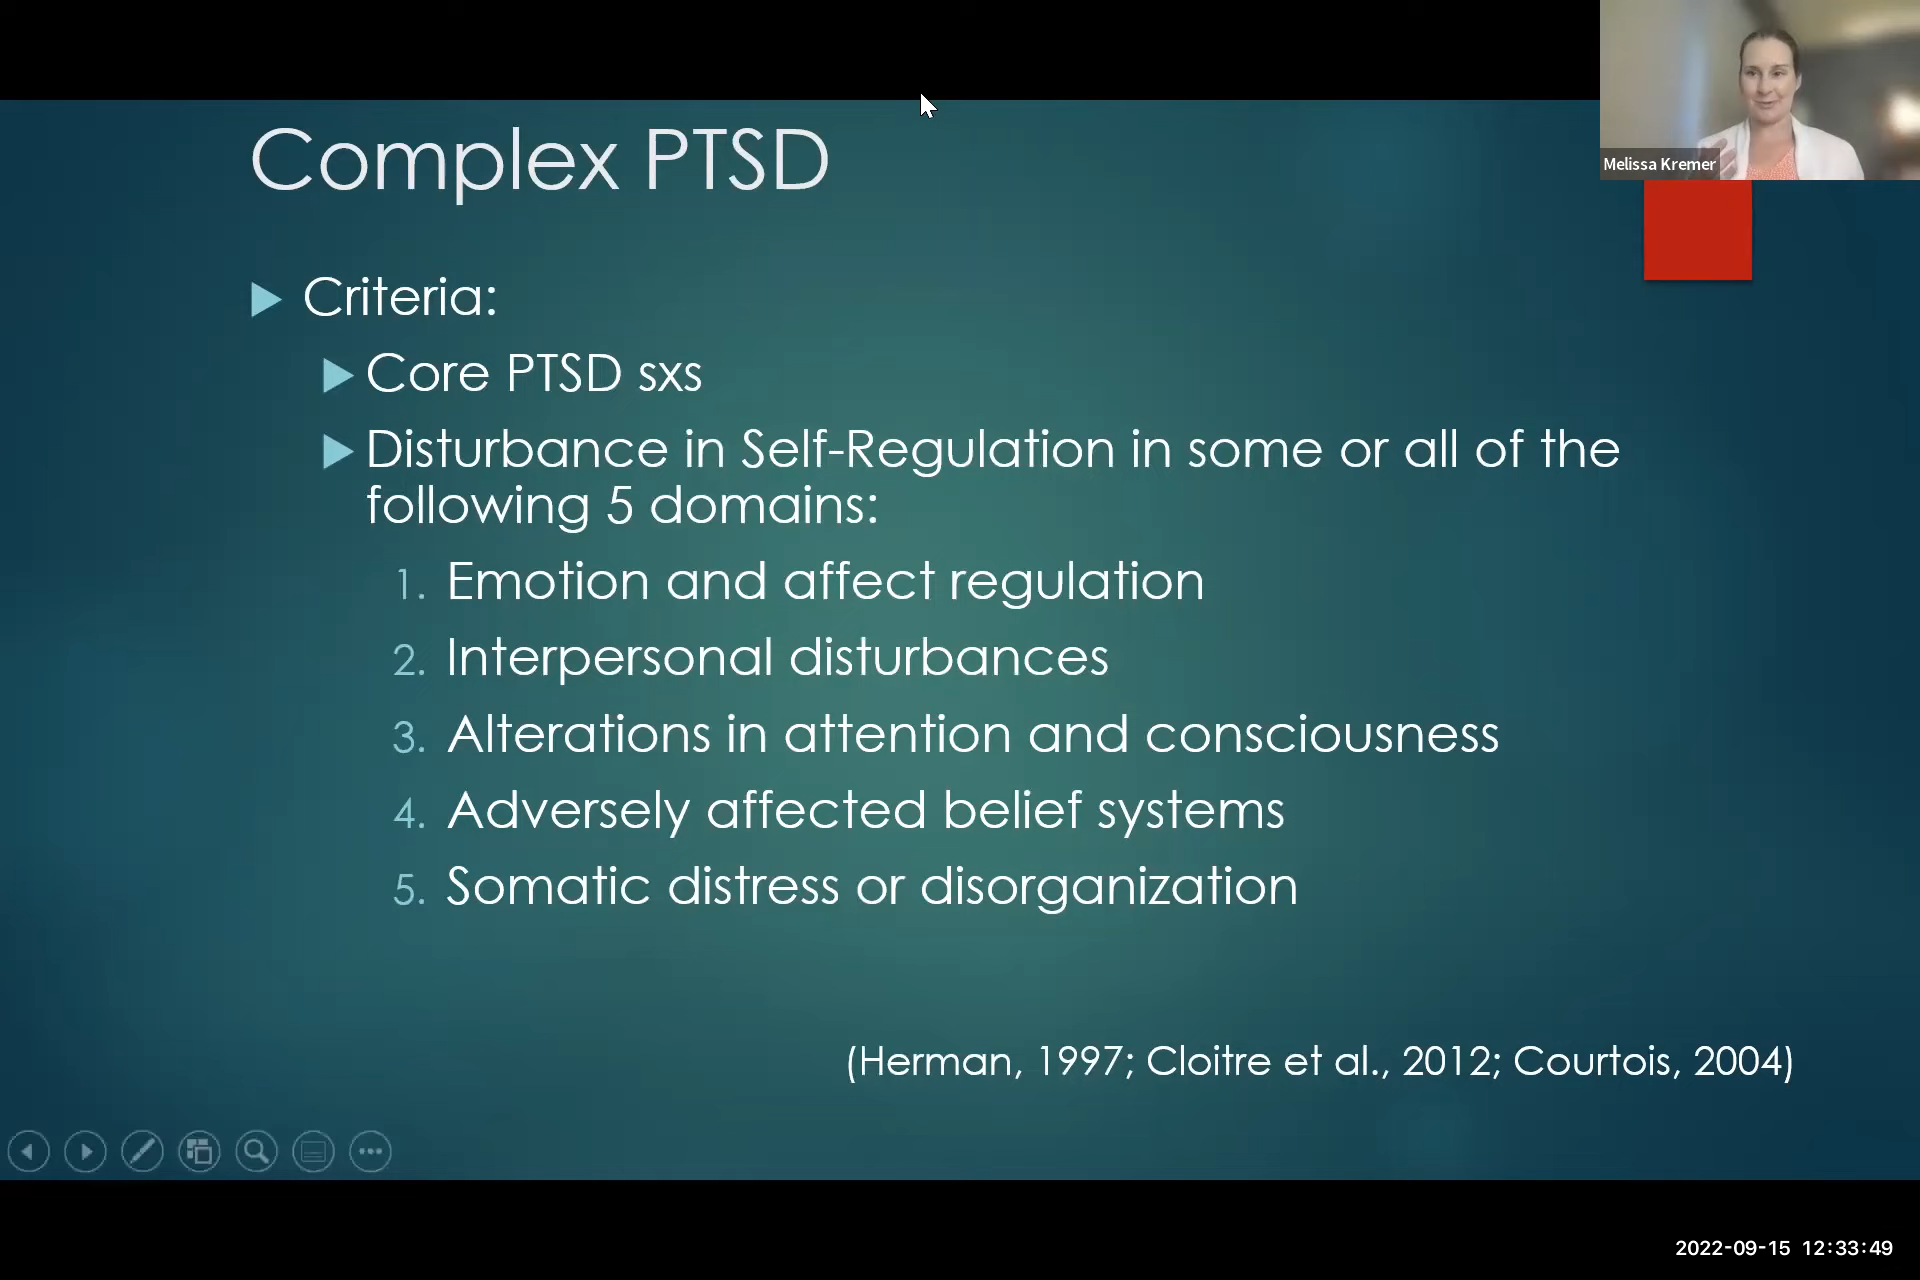 Melissa Kremer
Complex PTSD
Criteria:
Core PTSD sxs
Disturbance in Self-Regulation in some or all of the
following 5 domains:
1. Emotion and affect regulation
2. Interpersonal disturbances
3. Alterations in attention and consciousness
4. Adversely affected belief systems
5. Somatic distress or disorganization
(Herman, 1997; Cloitre et al., 2012; Courtois, 2004)
2022-09-15 12:33:49